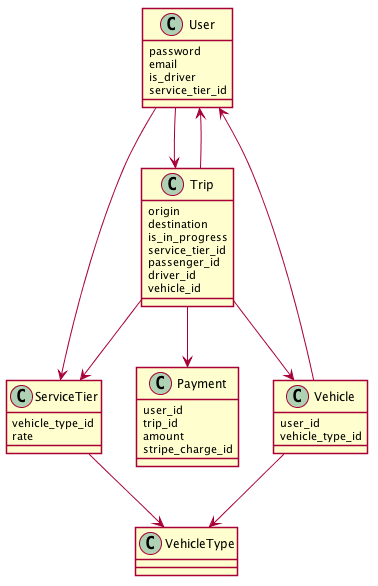 C User
password
email
is_driver
service_tier_id
C Trip
origin
destination
is_in_progress
service_tier_id
passenger_id
driver_id
vehicle_id
C ServiceTier
vehicle_type_id
rate
C Payment
user_id
trip_id
amount
stripe_charge_id
C Vehicle
user_id
vehicle_type_id
C VehicleType